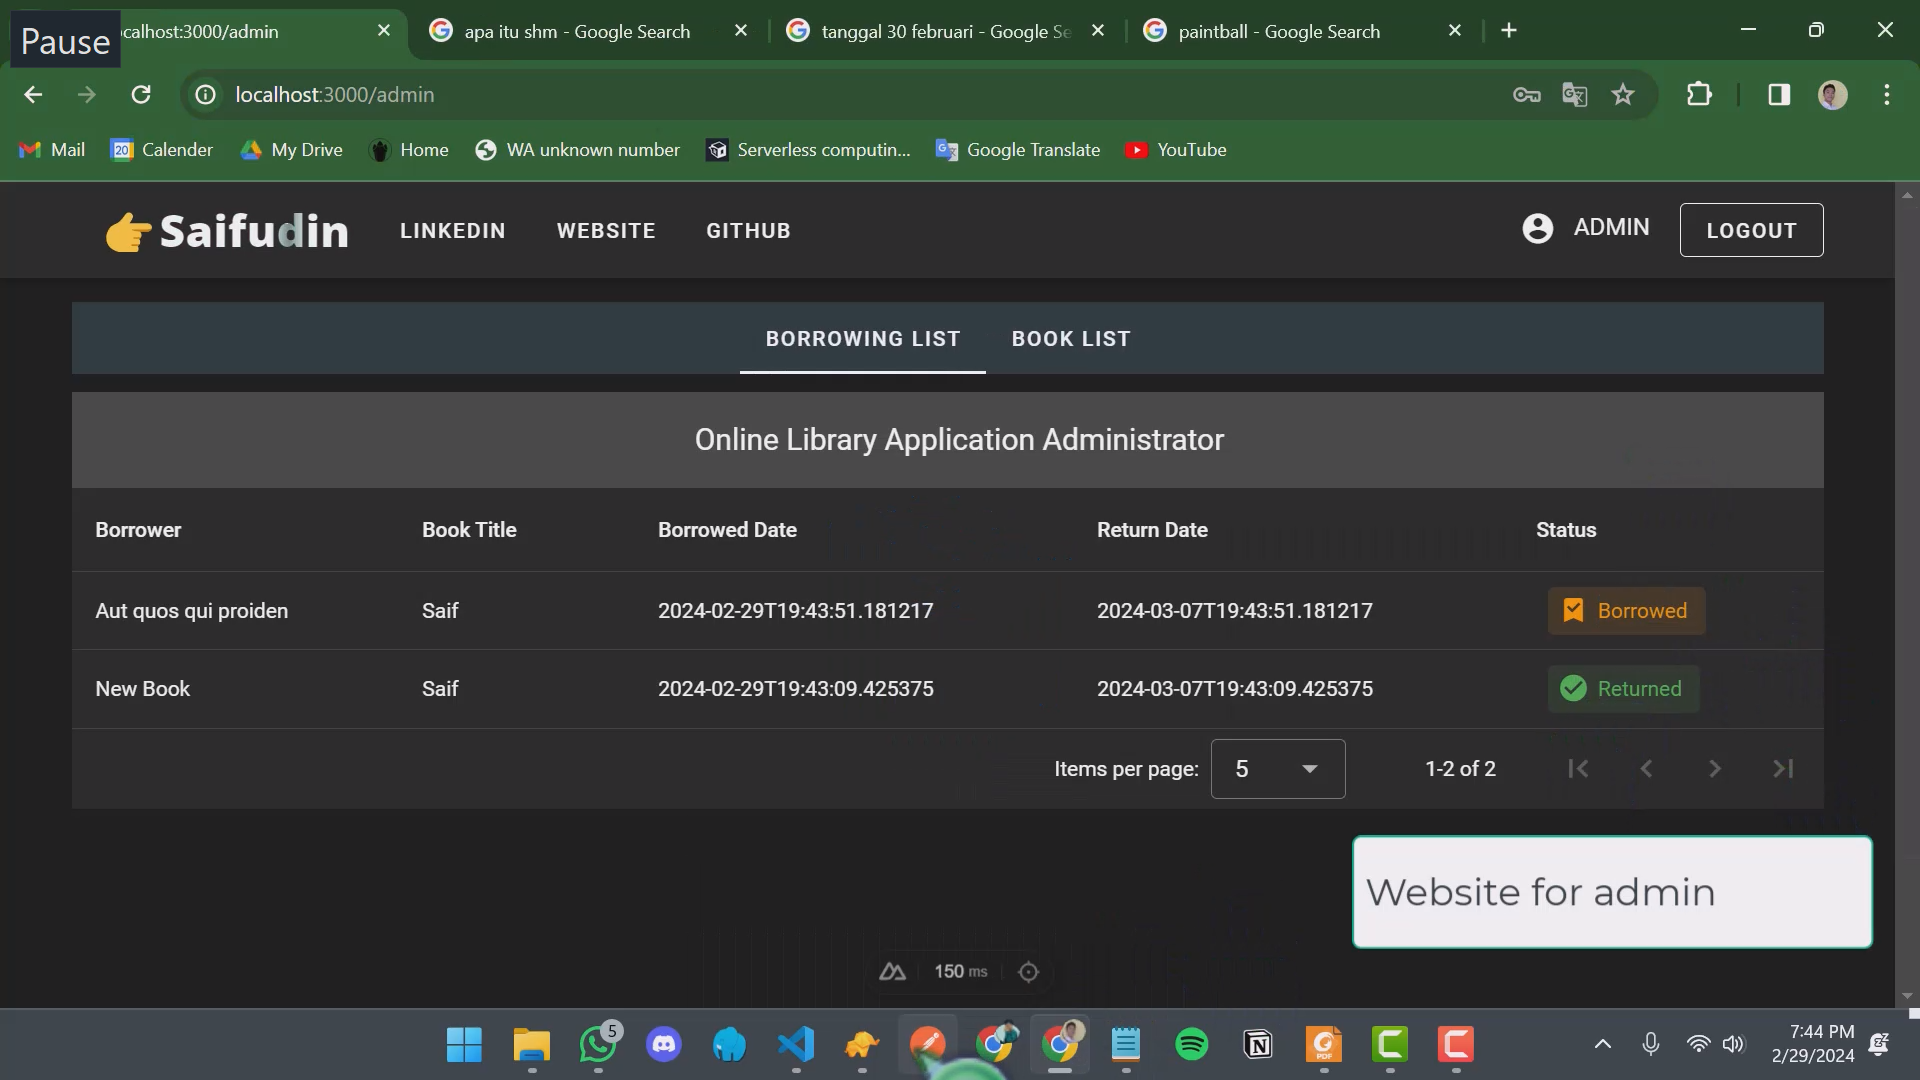 Pause
ocalhost:3000/admin
apa itu shm - Google Search
tanggal 30 februari - Google Se
paintball - Google Search
localhost:3000/admin
Mail
20
Calender
My Drive
Home
WA unknown number
Serverless computin...
Google Translate
YouTube
Saifudin
LINKEDIN
WEBSITE
GITHUB
ADMIN
LOGOUT
BORROWING LIST
BOOK LIST
Online Library Application Administrator
Borrower
Book Title
Borrowed Date
Return Date
Status
Aut quos qui proiden
Saif
2024-02-29T19:43:51.181217
2024-03-07T19:43:51.181217
Borrowed
New Book
Saif
2024-02-29T19:43:09.425375
2024-03-07T19:43:09.425375
Returned
Items per page:
5
1-2 of 2
Website for admin
150 ms
5
PDF
7:44 PM
2/29/2024